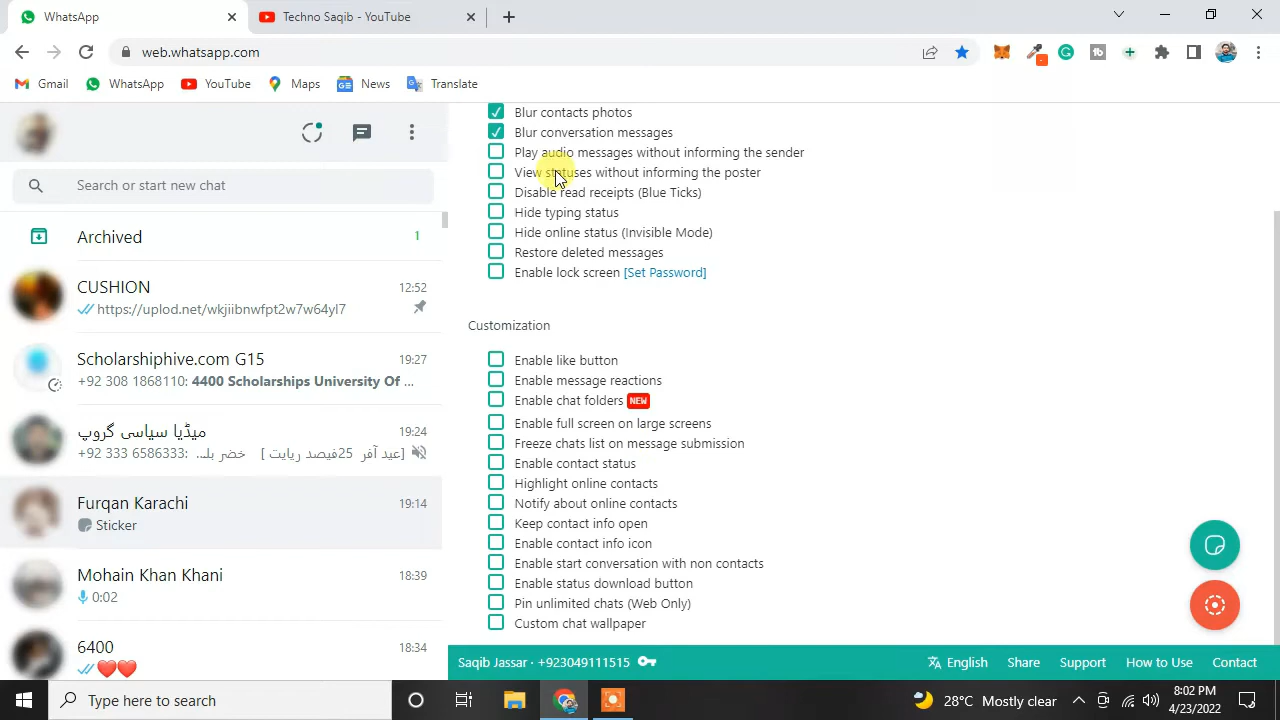 WhatsApp
Techno Saqib - YouTube
web.whatsapp.com
Gmail
WhatsApp
YouTube
Maps
News
Translate
Search or start new chat
Archived
1
CUSHION
12:52
https://uplod.net/wkjiibnwfpt2w7w64yl7
Scholarshiphive.com G15
19:27
+92 308 1868110: 4400 Scholarships University Of ...
میڈیا سیاسی گروپ
19:24
+92 333 6586333: [عید آفر 25فیصد رہایت ] خضر بلـ...
Furqan Karachi
19:14
Sticker
Mohain Khan Khani
18:39
0:02
6400
18:34
Blur contacts photos
Blur conversation messages
Play audio messages without informing the sender
View statuses without informing the poster
Disable read receipts (Blue Ticks)
Hide typing status
Hide online status (Invisible Mode)
Restore deleted messages
Enable lock screen [Set Password]
Customization
Enable like button
Enable message reactions
Enable chat folders NEW
Enable full screen on large screens
Freeze chats list on message submission
Enable contact status
Highlight online contacts
Notify about online contacts
Keep contact info open
Enable contact info icon
Enable start conversation with non contacts
Enable status download button
Pin unlimited chats (Web Only)
Custom chat wallpaper
Saqib Jassar · +923049111515
English
Share
Support
How to Use
Contact
Type here to search
28°C Mostly clear
8:02 PM
4/23/2022